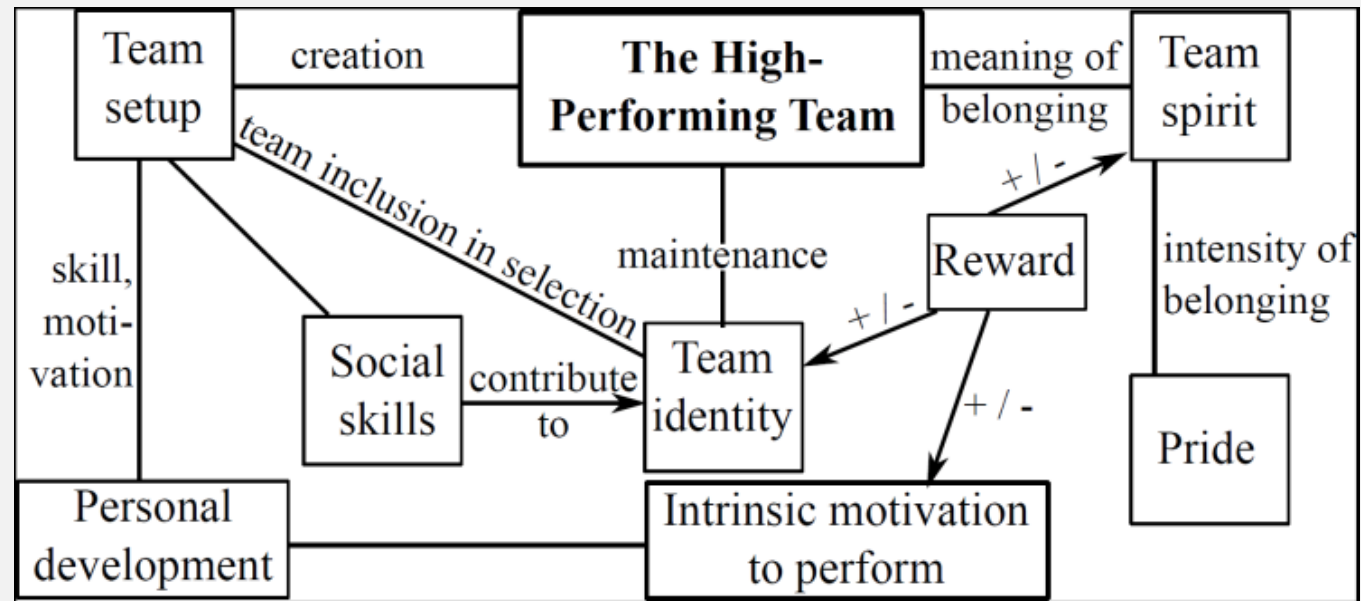 Team
setup
creation
The High-
Performing Team
meaning of
belonging
Team
spirit
team inclusion in selection
+ / -
skill,
moti-
vation
maintenance
Reward
intensity of
belonging
+ / -
Social
skills
contribute
to
Team
identity
+ / -
Pride
Personal
development
Intrinsic motivation
to perform